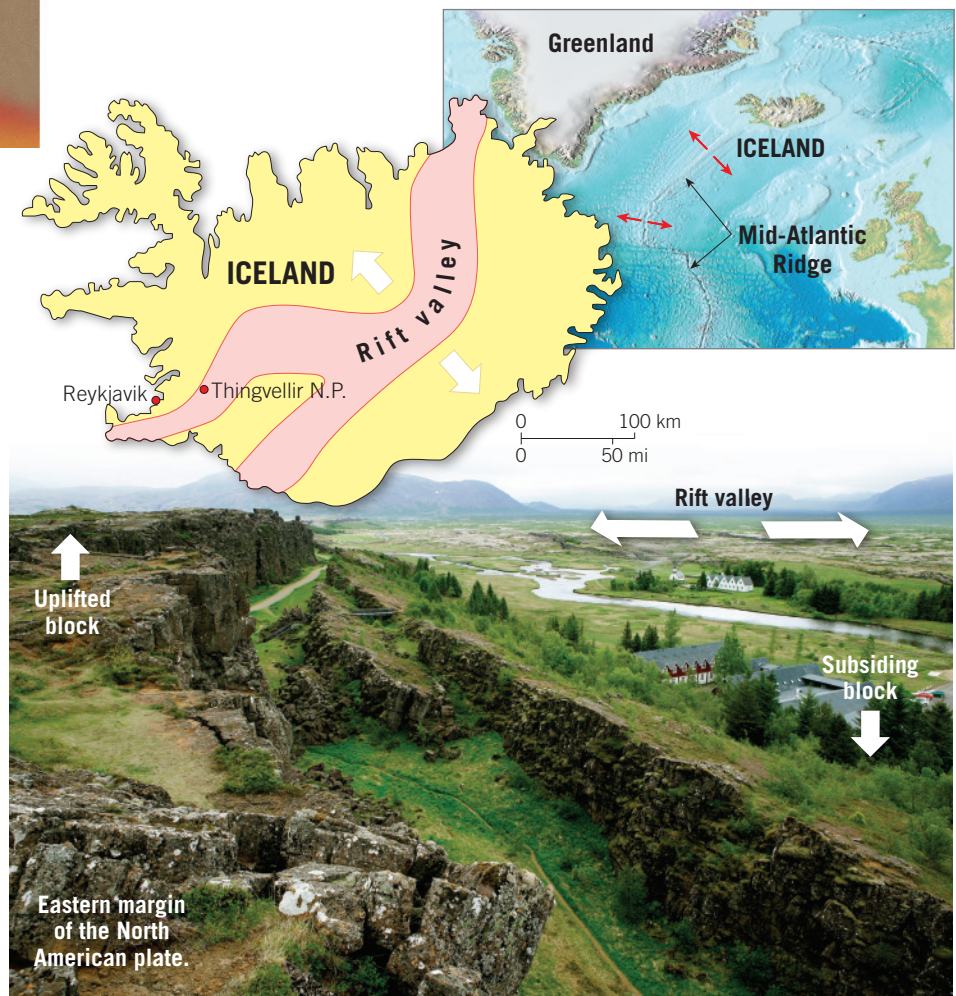 Greenland
ICELAND
Mid-Atlantic
Ridge
ICELAND
Rift valley
Reykjavik
Thingvellir N.P.
0 100 km
0 50 mi
Rift valley
Uplifted
block
Subsiding
block
Eastern margin
of the North
American plate.